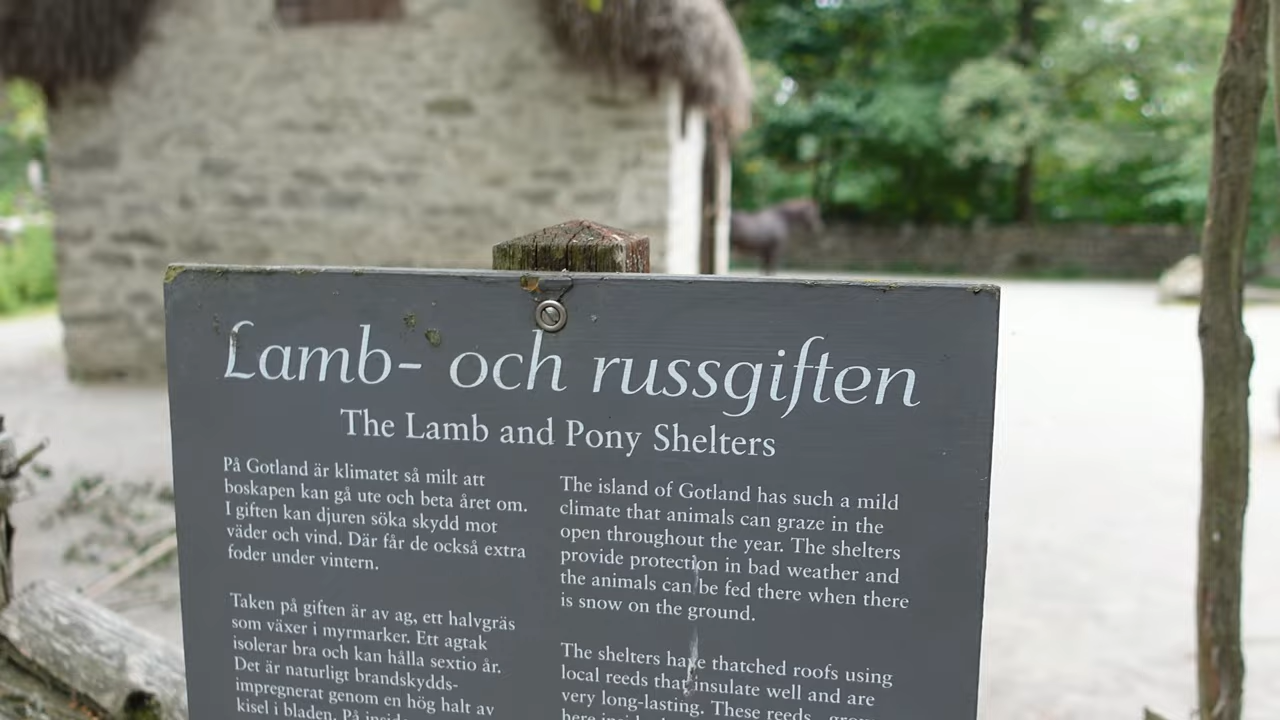 Lamb- och russgiften
The Lamb and Pony Shelters
På Gotland är klimatet så milt att
boskapen kan gå ute och beta året om.
I giften kan djuren söka skydd mot
väder och vind. Där får de också extra
foder under vintern.
Taken på giften är av ag, ett halvgräs
som växer i myrmarker. Ett agtak
isolerar bra och kan hålla sextio år.
Det är naturligt brandskydds-
impregnerat genom en hög halt av
kisel i bladen. På
The island of Gotland has such a mild
climate that animals can graze in the
open throughout the year. The shelters
provide protection in bad weather and
the animals can be fed there when there
is snow on the ground.
The shelters have thatched roofs using
local reeds that insulate well and are
very long-lasting. These reeds